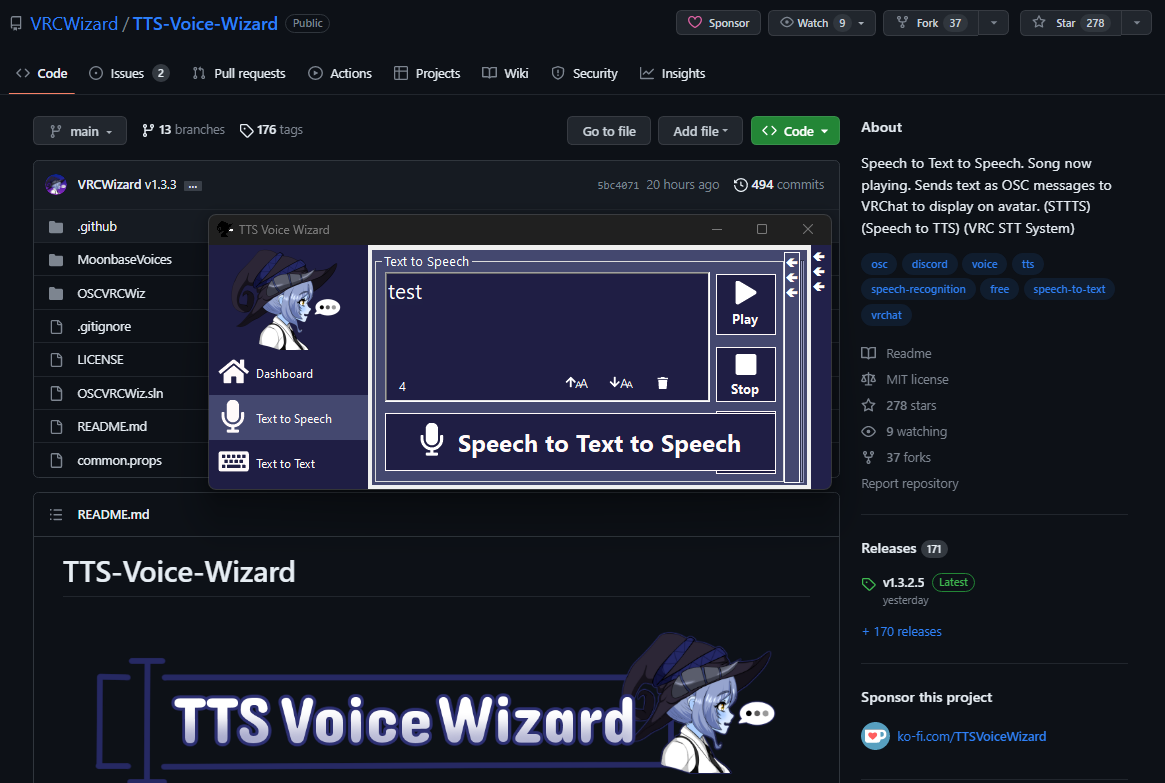 VRCWizard / TTS-Voice-Wizard Public
Sponsor Watch 9 Fork 37 Star 278
Code Issues 2 Pull requests Actions Projects Wiki Security Insights
main 13 branches 176 tags Go to file Add file Code
VRCWizard v1.3.3 ... 5bc4071 20 hours ago 494 commits
.github
MoonbaseVoices
OSCVRCWiz
.gitignore
LICENSE
OSCVRCWiz.sln
README.md
common.props
TTS Voice Wizard
Dashboard
Text to Speech
Text to Text
Text to Speech
test
4
AA
AA
Play
Stop
Speech to Text to Speech
README.md
TTS-Voice-Wizard
TTS Voice Wizard
About
Speech to Text to Speech. Song now
playing. Sends text as OSC messages to
VRChat to display on avatar. (STTTS)
(Speech to TTS) (VRC STT System)
osc discord voice tts
speech-recognition free speech-to-text
vrchat
Readme
MIT license
278 stars
9 watching
37 forks
Report repository
Releases 171
v1.3.2.5 Latest
yesterday
+ 170 releases
Sponsor this project
ko-fi.com/TTSVoiceWizard